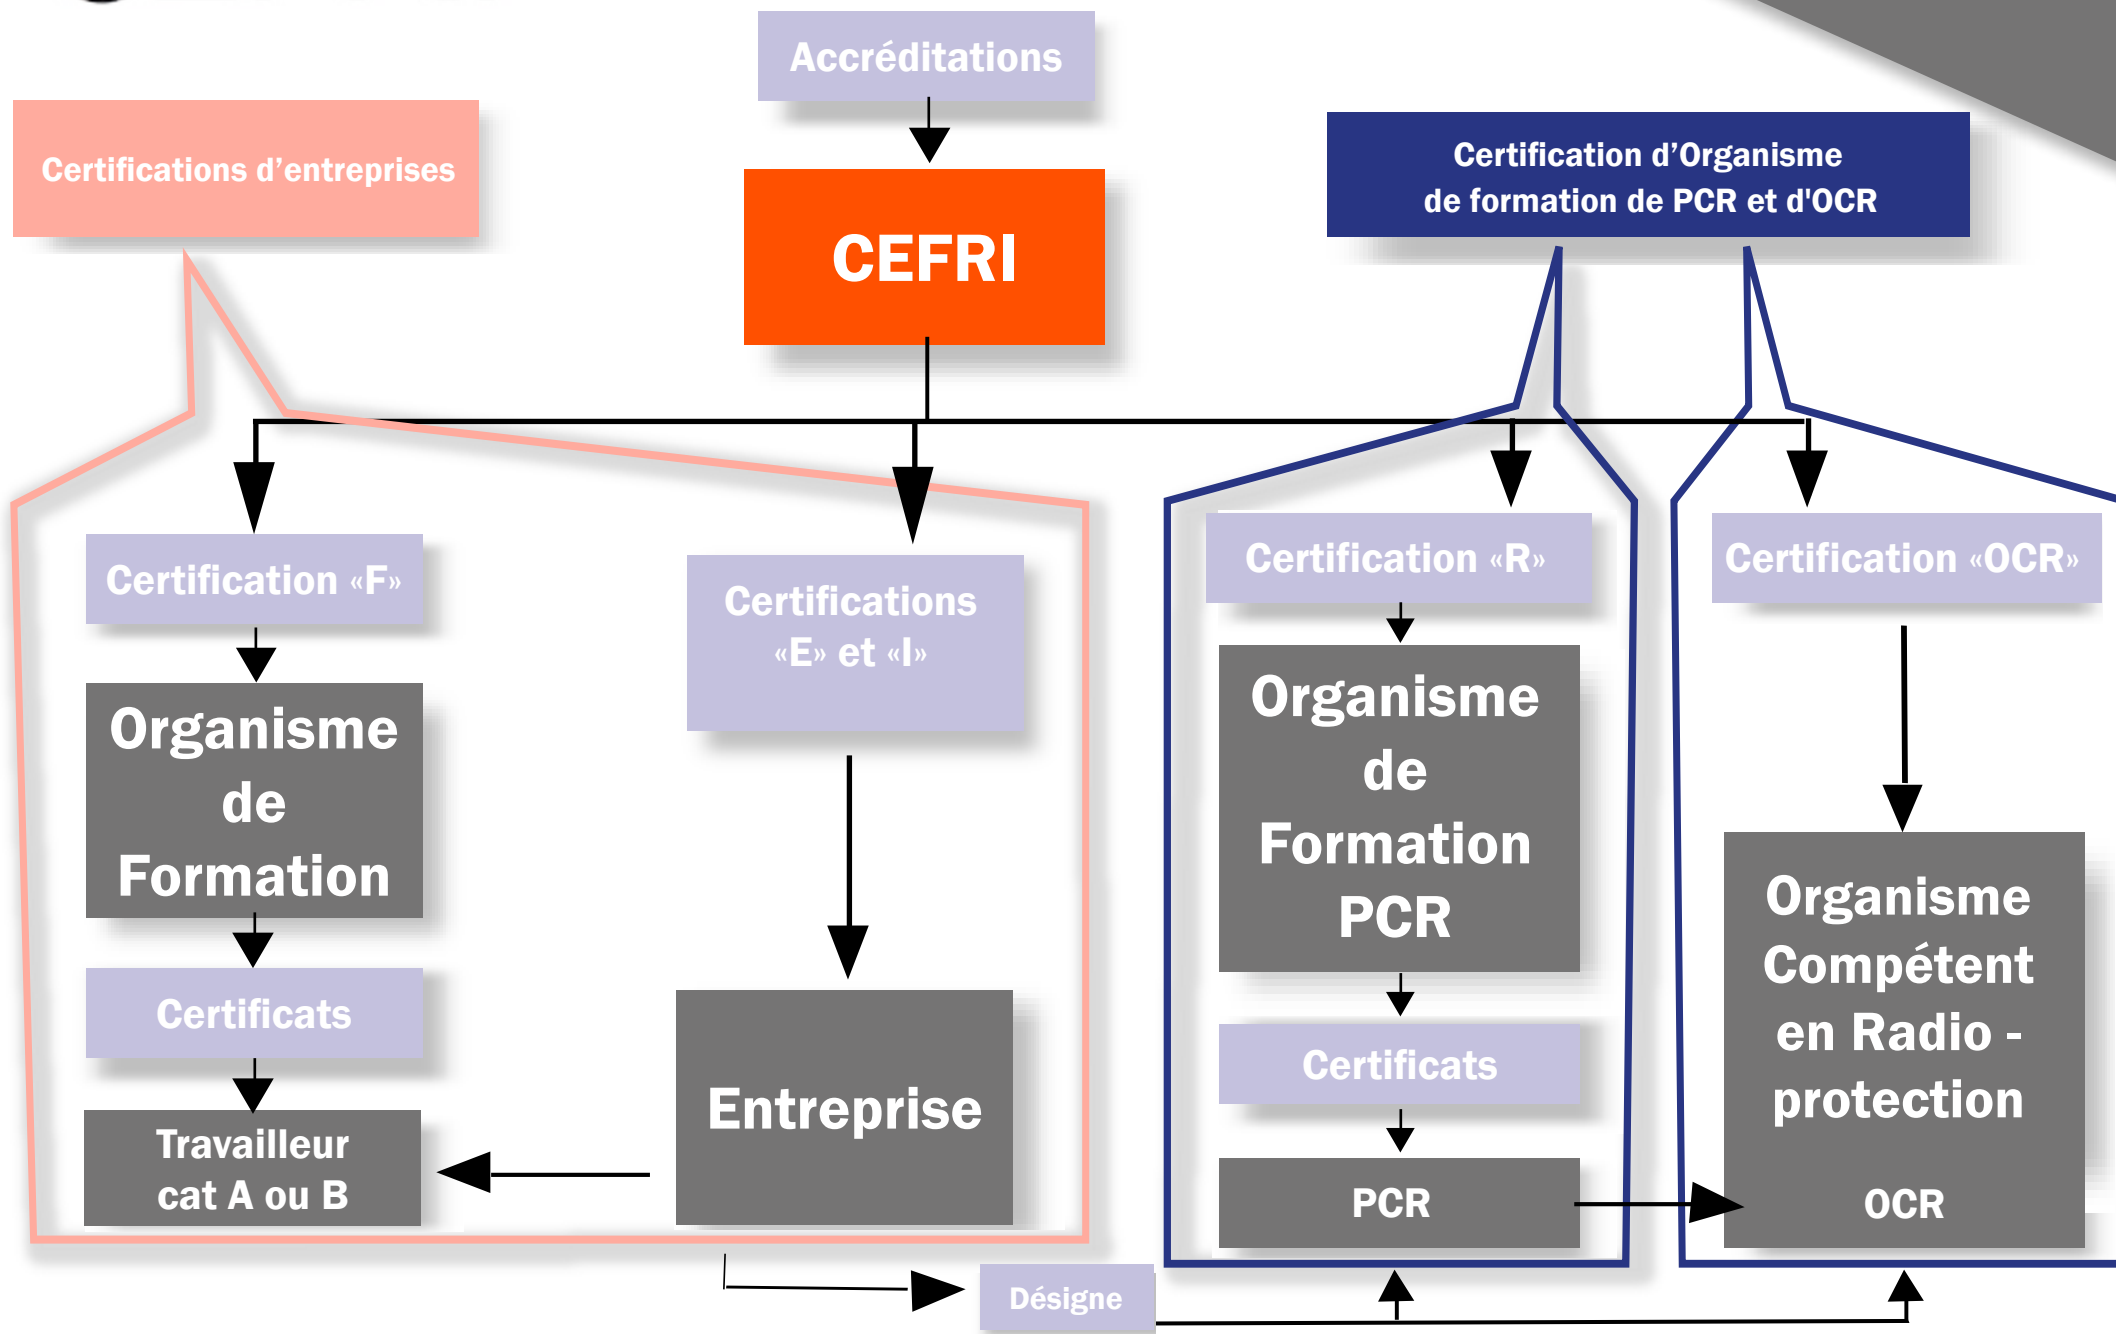 Accréditations
Certifications d’entreprises
CEFRI
Certification d’Organisme
de formation de PCR et d'OCR
Certification «F»
Organisme
de
Formation
Certificats
Travailleur
cat A ou B
Certifications
«E» et «I»
Entreprise
Certification «R»
Organisme
de
Formation
PCR
Certificats
PCR
Certification «OCR»
Organisme
Compétent
en Radio -
protection
OCR
Désigne